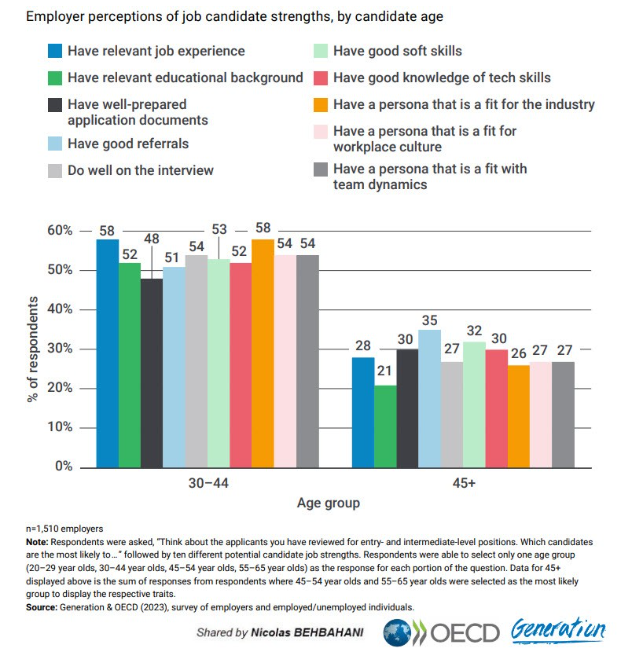 Employer perceptions of job candidate strengths, by candidate age
Have relevant job experience
Have relevant educational background
Have well-prepared
application documents
Have good referrals
Do well on the interview
Have good soft skills
Have good knowledge of tech skills
Have a persona that is a fit for the industry
Have a persona that is a fit for
workplace culture
Have a persona that is a fit with
team dynamics
% of respondents
60%
50%
40%
30%
20%
10%
0%
58
52
48
51
54
53
52
58
54
54
28
21
30
35
27
32
30
26
27
27
30–44
45+
Age group
n=1,510 employers
Note: Respondents were asked, "Think about the applicants you have reviewed for entry- and intermediate-level positions. Which candidates
are the most likely to…" followed by ten different potential candidate job strengths. Respondents were able to select only one age group
(20–29 year olds, 30–44 year olds, 45–54 year olds, 55–65 year olds) as the response for each portion of the question. Data for 45+
displayed above is the sum of responses from respondents where 45–54 year olds and 55–65 year olds were selected as the most likely
group to display the respective traits.
Source: Generation & OECD (2023), survey of employers and employed/unemployed individuals.
Shared by Nicolas BEHBAHANI
OECD
Generation